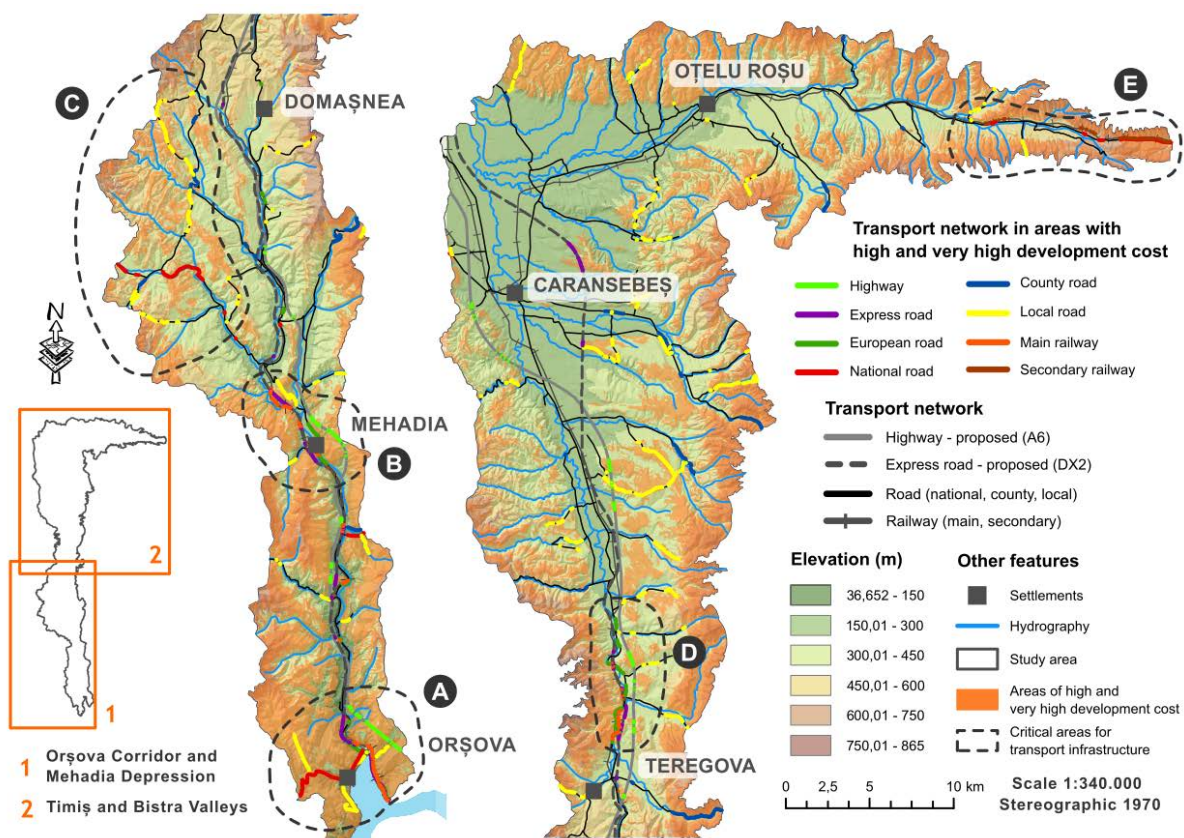 C
DOMAȘNEA
OȚELU ROȘU
E
Transport network in areas with
high and very high development cost
Highway
County road
Express road
Local road
European road
Main railway
National road
Secondary railway
CARANSEBEȘ
N
MEHADIA
B
Transport network
Highway - proposed (A6)
Express road - proposed (DX2)
Road (national, county, local)
Railway (main, secondary)
2
1
Elevation (m)
36,652 - 150
150,01 - 300
300,01 - 450
450,01 - 600
600,01 - 750
750,01 - 865
Other features
Settlements
Hydrography
Study area
Areas of high and
very high development cost
Critical areas for
transport infrastructure
D
A
ORȘOVA
TEREGOVA
1 Orșova Corridor and
Mehadia Depression
2 Timiș and Bistra Valleys
0 2,5 5 10 km
Scale 1:340.000
Stereographic 1970